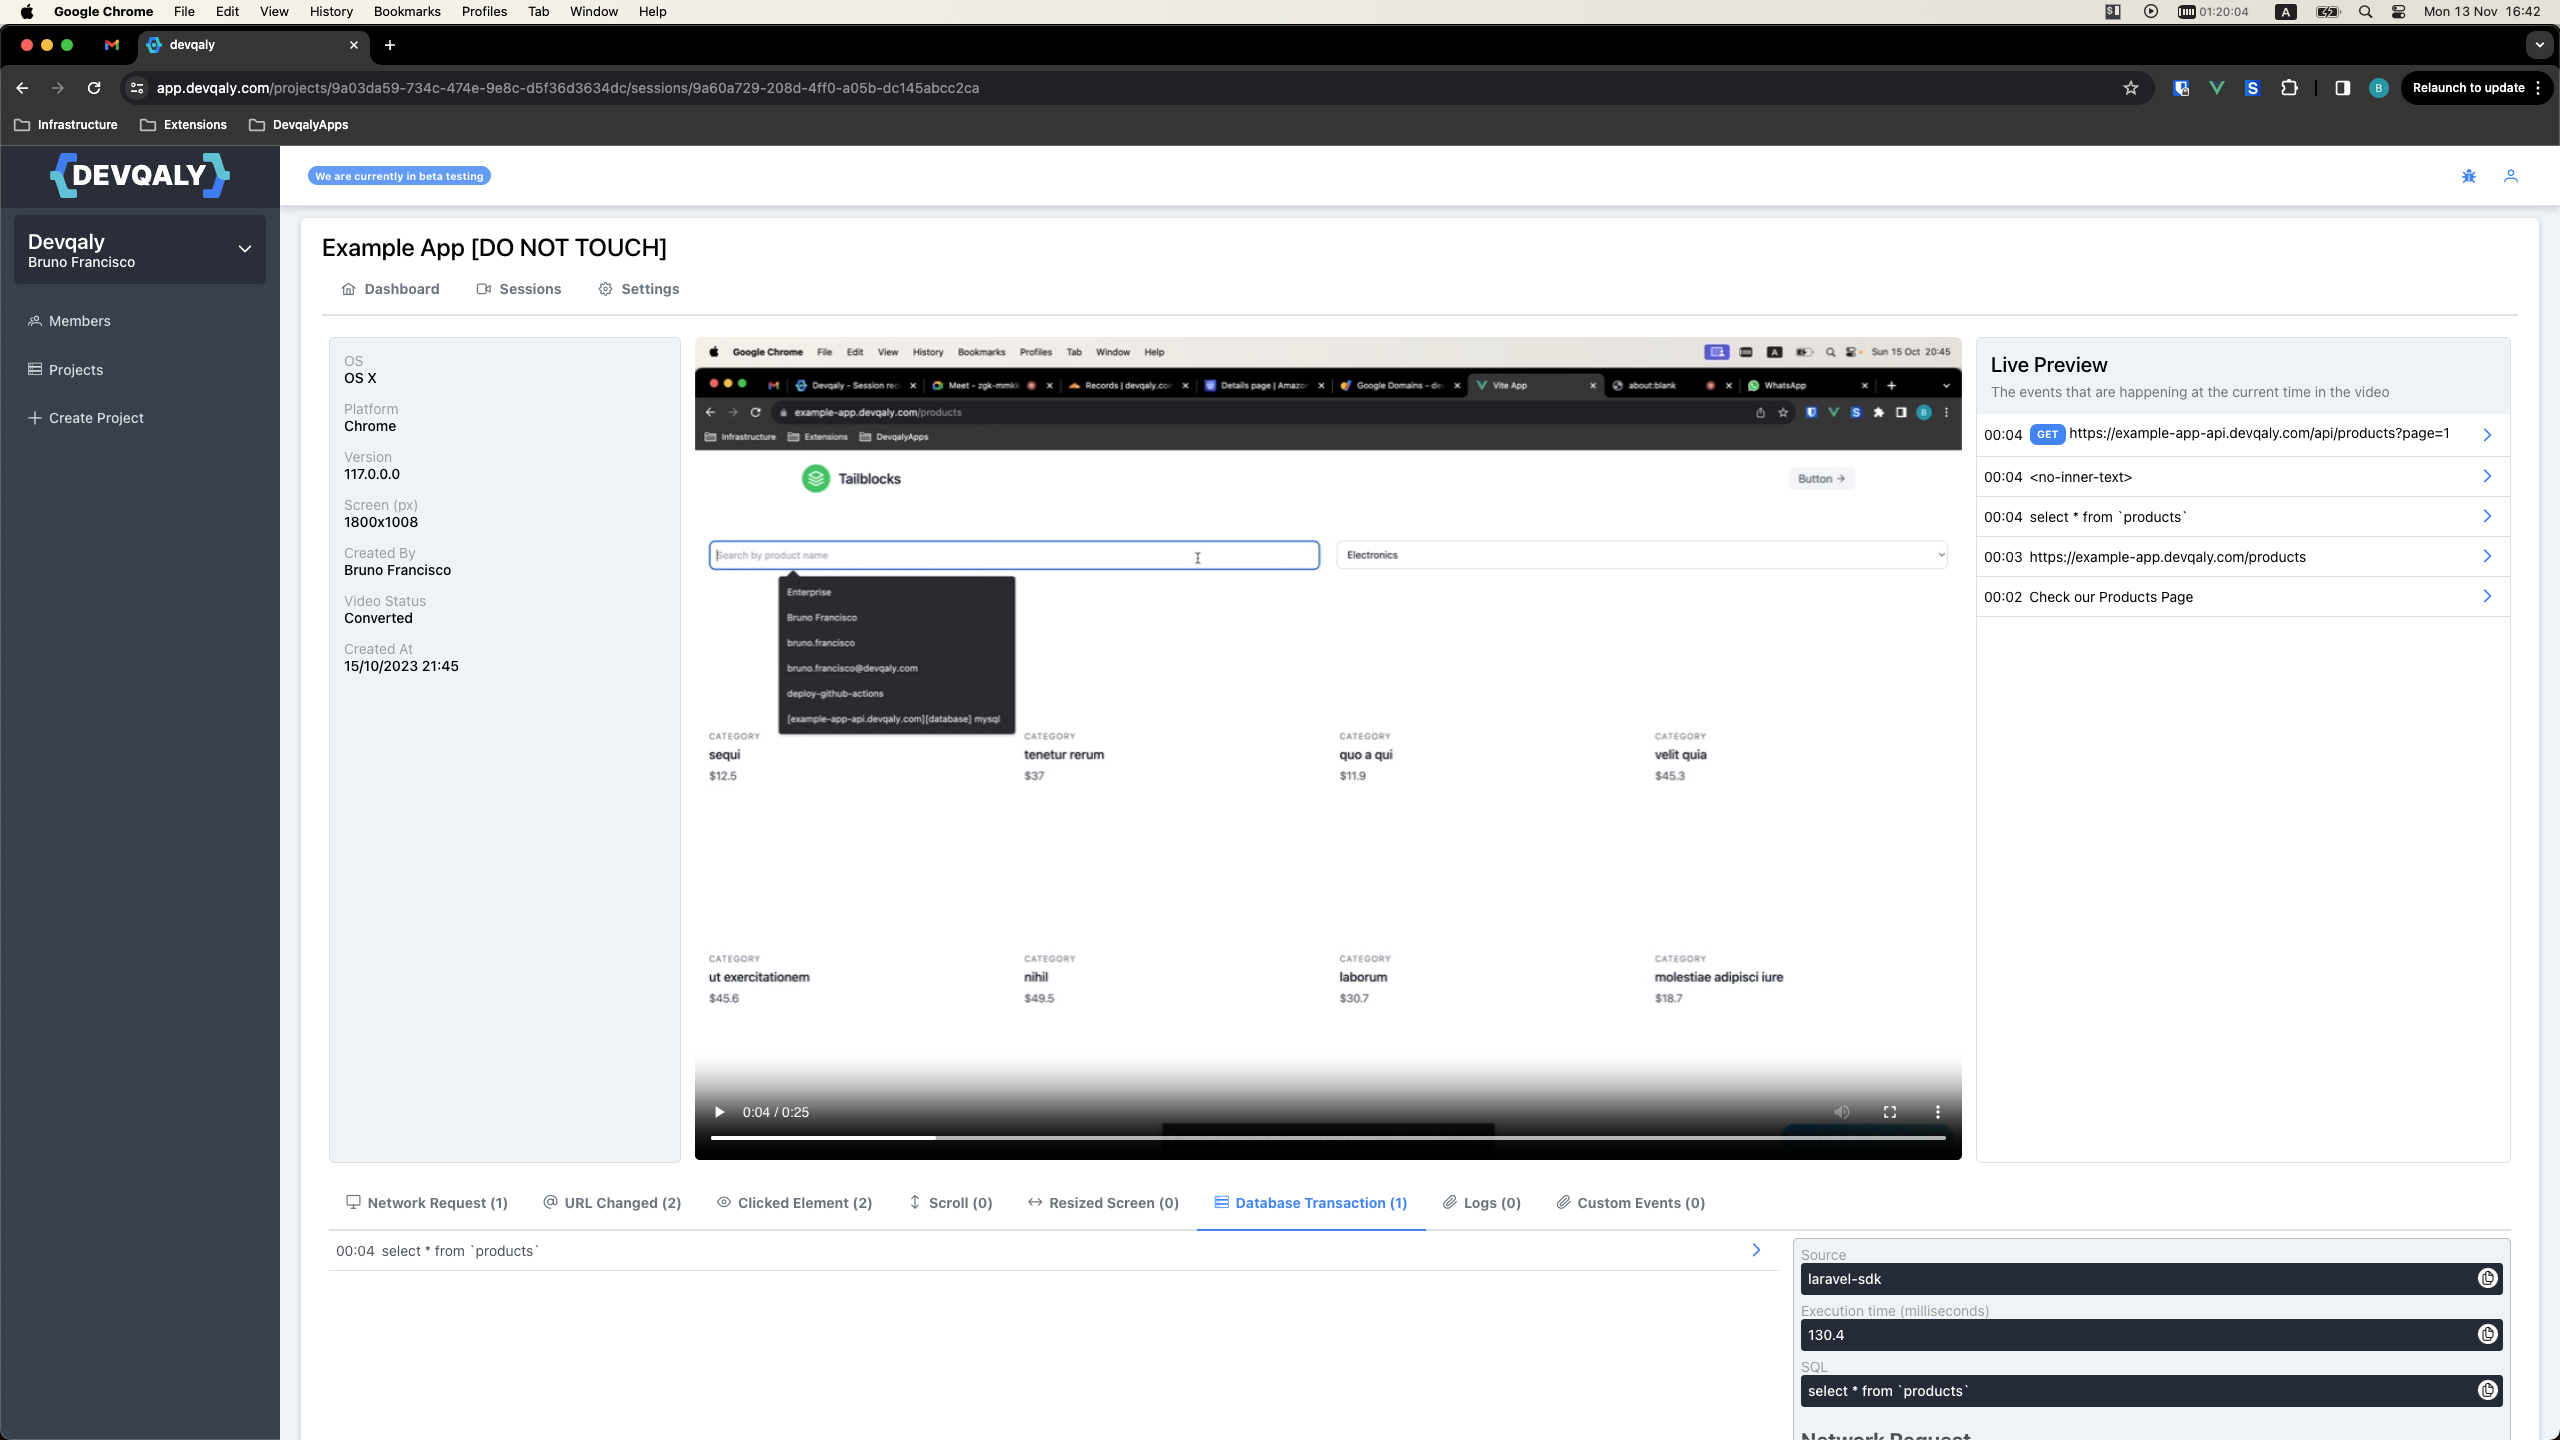 Google Chrome File Edit View History Bookmarks Profiles Tab Window Help 01:20:04 A Mon 13 Nov 16:42
devqaly
app.devqaly.com/projects/9a03da59-734c-474e-9e8c-d5f36d3634dc/sessions/9a60a729-208d-4ff0-a05b-dc145abcc2ca
S B Relaunch to update
Infrastructure Extensions DevqalyApps
DEVQALY
We are currently in beta testing
Devqaly
Bruno Francisco
Members
Projects
Create Project
Example App [DO NOT TOUCH]
Dashboard Sessions Settings
OS
OS X
Platform
Chrome
Version
117.0.0.0
Screen (px)
1800x1008
Created By
Bruno Francisco
Video Status
Converted
Created At
15/10/2023 21:45
Google Chrome File Edit View History Bookmarks Profiles Tab Window Help A Sun 15 Oct 20:45
Devqaly - Session rec Meet - zgk-mmki Records | devqaly.con Details page | Amazon Google Domains - de Vite App about:blank WhatsApp
example-app.devqaly.com/products
Infrastructure Extensions DevqalyApps
Tailblocks
Button →
Search by product name
Electronics
Enterprise
Bruno Francisco
bruno.francisco
bruno.francisco@devqaly.com
deploy-github-actions
[example-app-api.devqaly.com][database] mysql
CATEGORY CATEGORY CATEGORY CATEGORY
sequi tenetur rerum quo a qui velit quia
$12.5 $37 $11.9 $45.3
CATEGORY CATEGORY CATEGORY CATEGORY
ut exercitationem nihil laborum molestiae adipisci iure
$45.6 $49.5 $30.7 $18.7
0:04 / 0:25
Live Preview
The events that are happening at the current time in the video
00:04 GET https://example-app-api.devqaly.com/api/products?page=1
00:04 <no-inner-text>
00:04 select * from `products`
00:03 https://example-app.devqaly.com/products
00:02 Check our Products Page
Network Request (1) URL Changed (2) Clicked Element (2) Scroll (0) Resized Screen (0) Database Transaction (1) Logs (0) Custom Events (0)
00:04 select * from `products`
Source
laravel-sdk
Execution time (milliseconds)
130.4
SQL
select * from `products`
Network Request